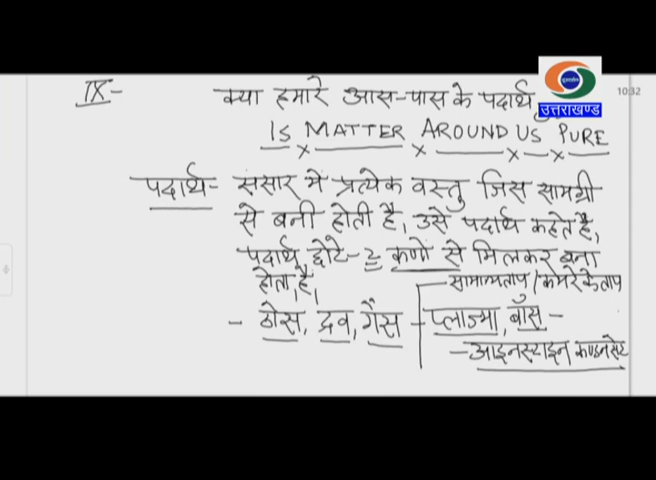 उत्तराखण्ड
10:32
IX- क्या हमारे आस-पास के पदार्थ
IS MATTER AROUND US PURE
पदार्थ- संसार मे प्रत्येक वस्तु जिस सामग्री
से बनी होती है, उसे पदार्थ कहते है,
पदार्थ छोटे-२ कणो से मिलकर बना
होता है।
सामान्यताप/कमरे के ताप
- ठोस, द्रव, गैस - प्लाज्मा, बॉस -
- आइनस्टाइन कण्डनसेट